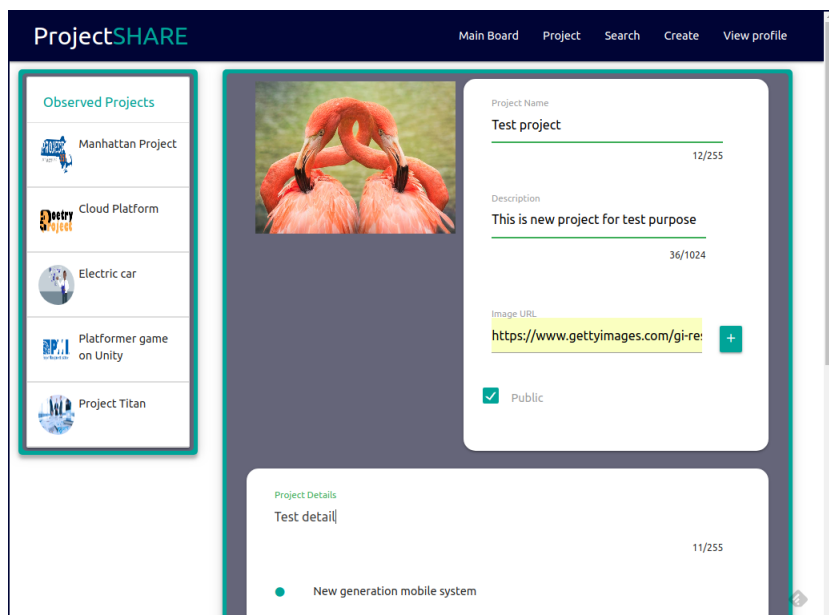 ProjectSHARE
Main Board Project Search Create View profile
Observed Projects
Manhattan Project
Cloud Platform
Electric car
Platformer game
on Unity
Project Titan
Project Name
Test project
12/255
Description
This is new project for test purpose
36/1024
Image URL
https://www.gettyimages.com/gi-res
+
Public
Project Details
Test detail
11/255
New generation mobile system